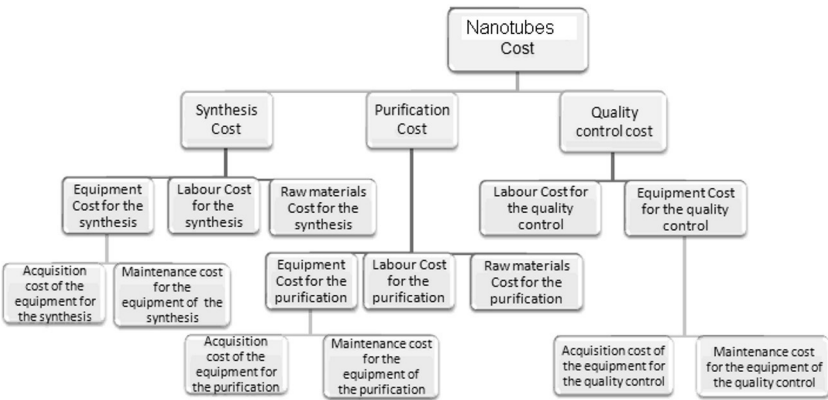 Nanotubes
Cost
Synthesis
Cost
Purification
Cost
Quality
control cost
Equipment
Cost for the
synthesis
Labour Cost
for the
synthesis
Raw materials
Cost for the
synthesis
Labour Cost for
the quality
control
Equipment Cost
for the quality
control
Acquisition
cost of the
equipment for
the synthesis
Maintenance cost
for the
equipment of the
synthesis
Equipment
Cost for the
purification
Labour Cost
for the
purification
Raw materials
Cost for the
purification
Acquisition
cost of the
equipment for
the purification
Maintenance cost
for the
equipment of
the purification
Acquisition cost of
the equipment for
the quality control
Maintenance cost
for the equipment of
the quality control